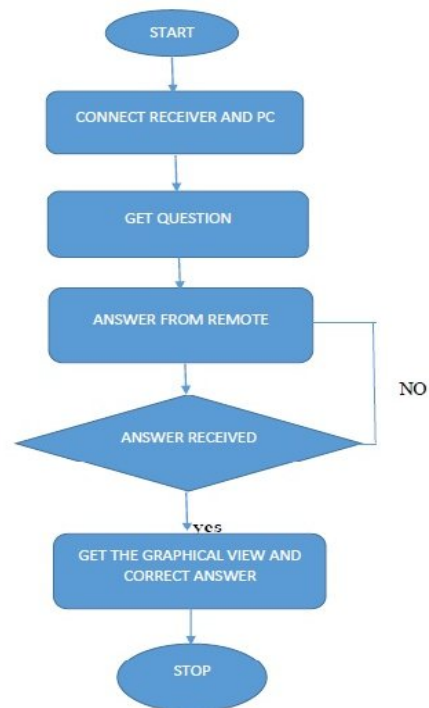 START
CONNECT RECEIVER AND PC
GET QUESTION
ANSWER FROM REMOTE
NO
ANSWER RECEIVED
yes
GET THE GRAPHICAL VIEW AND
CORRECT ANSWER
STOP